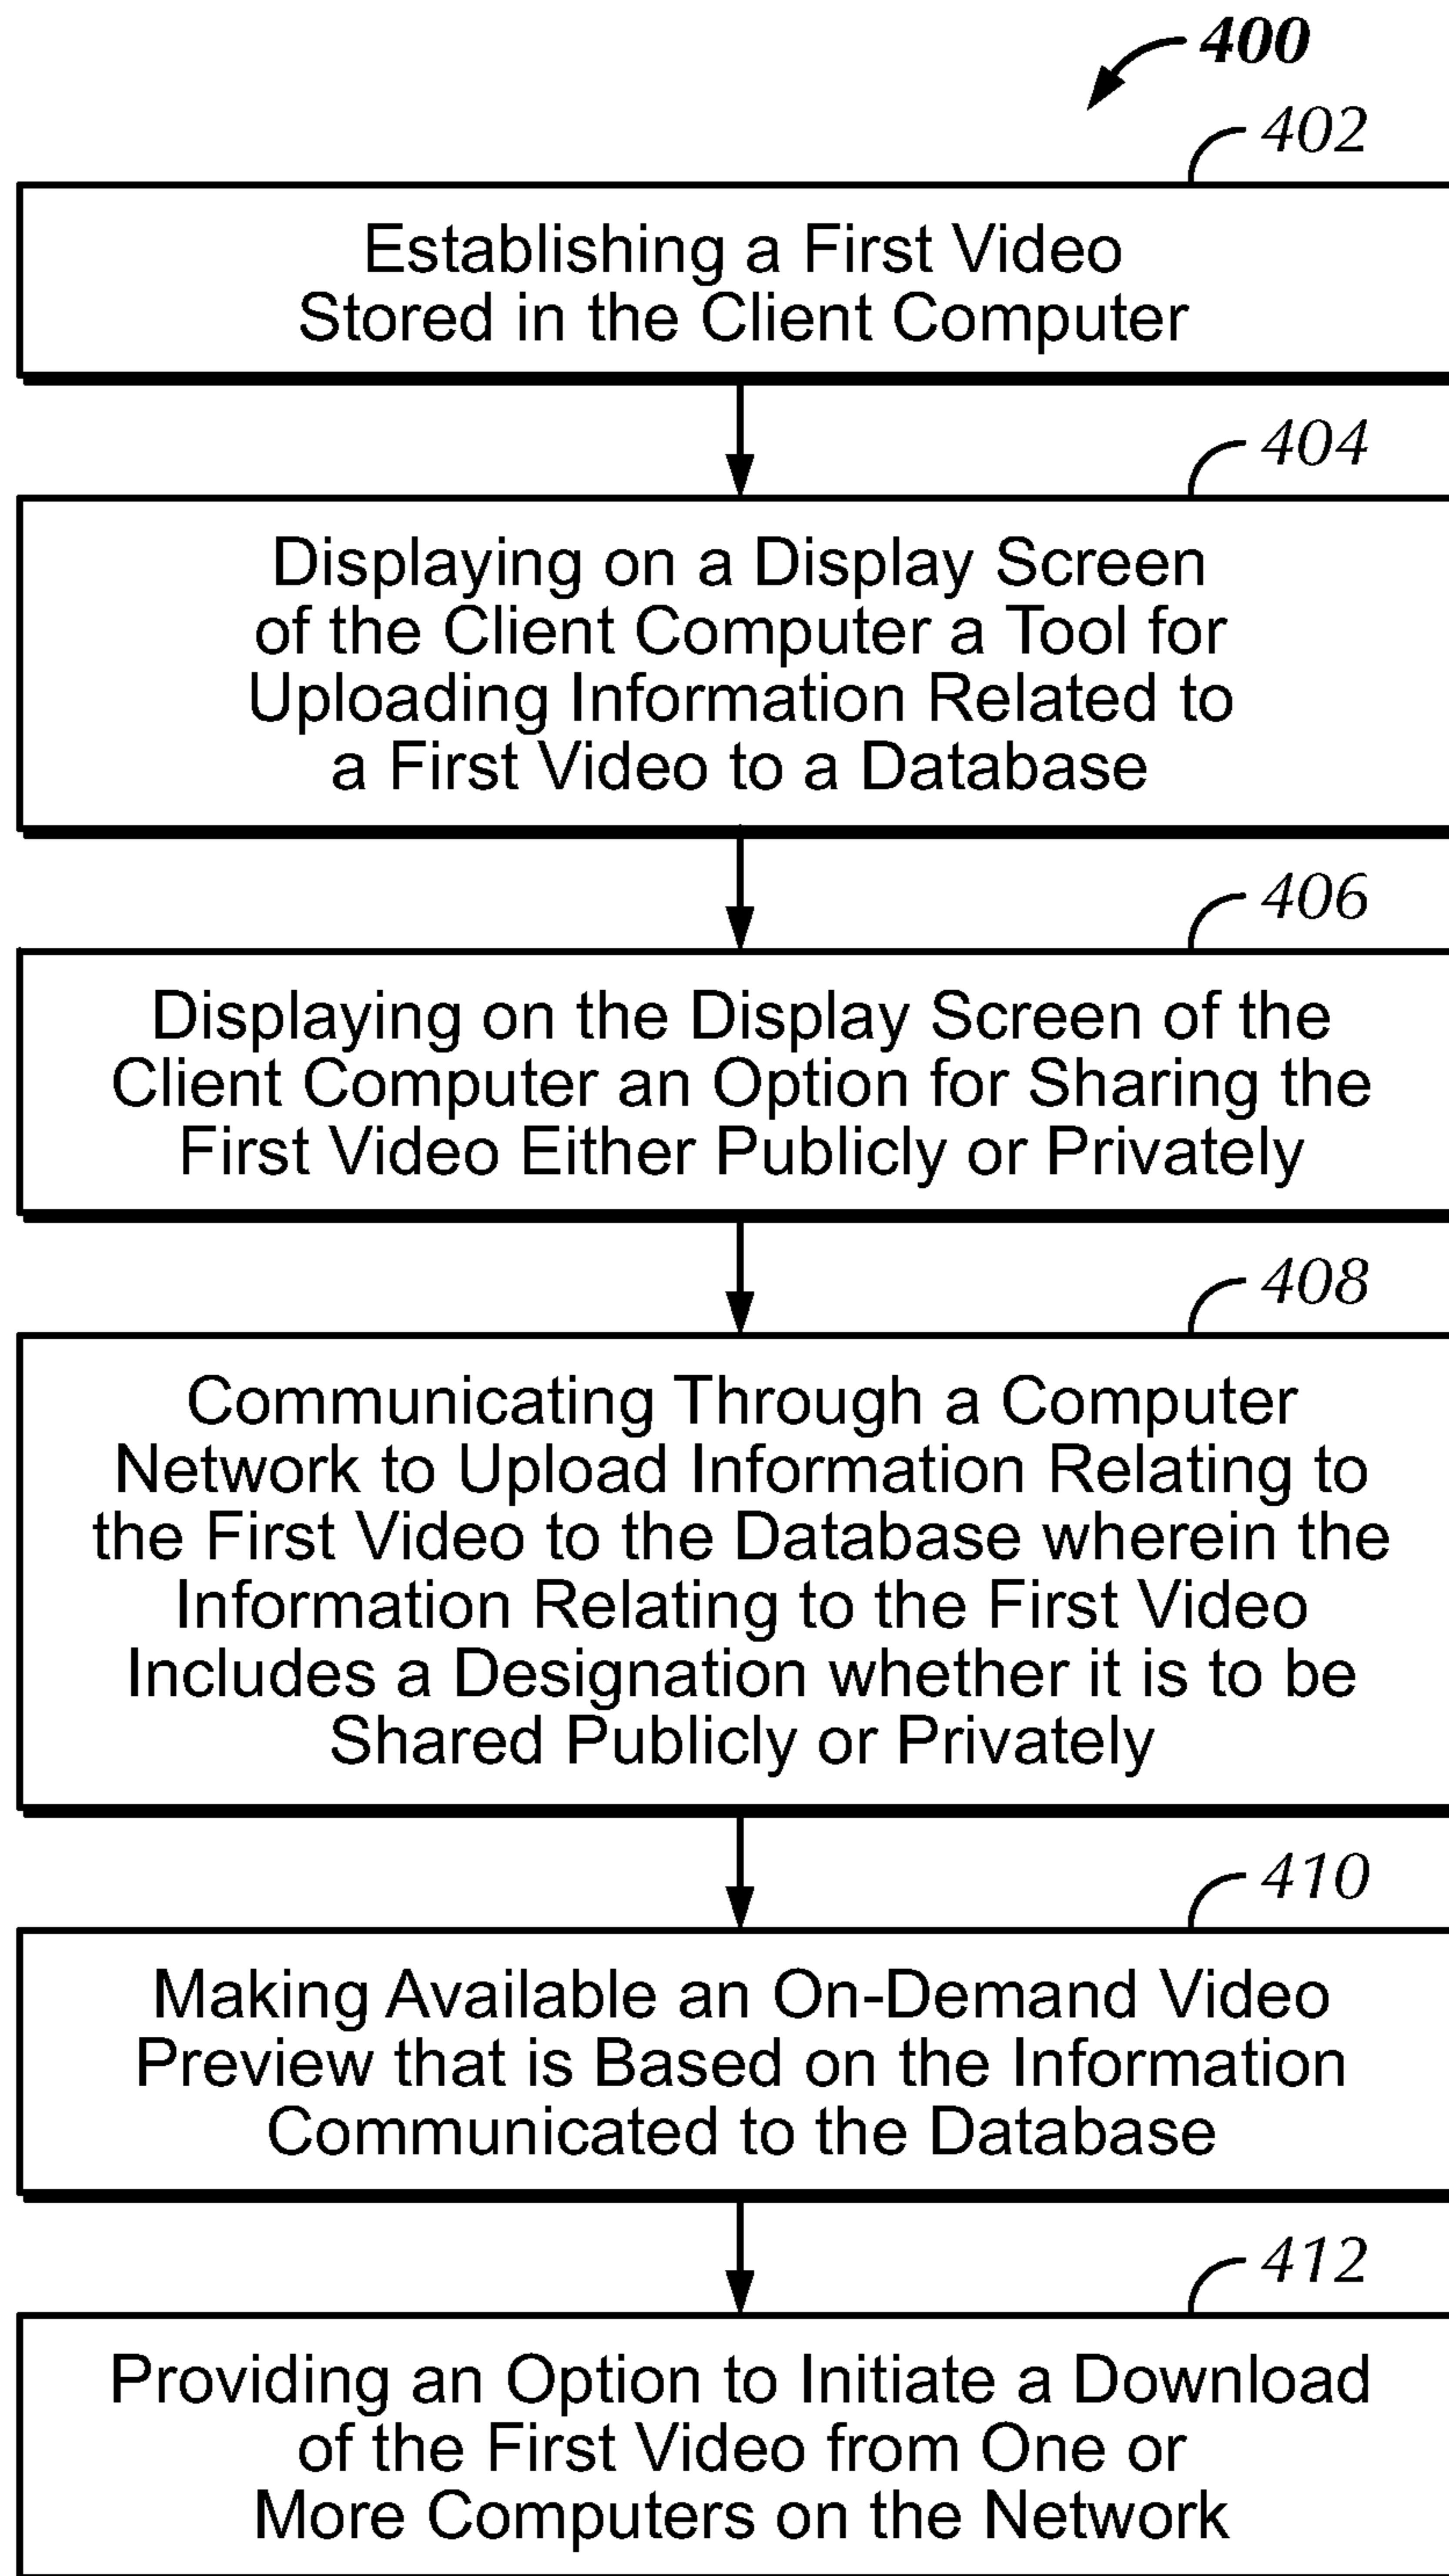 400
402
Establishing a First Video
Stored in the Client Computer
404
Displaying on a Display Screen
of the Client Computer a Tool for
Uploading Information Related to
a First Video to a Database
406
Displaying on the Display Screen of the
Client Computer an Option for Sharing the
First Video Either Publicly or Privately
408
Communicating Through a Computer
Network to Upload Information Relating to
the First Video to the Database wherein the
Information Relating to the First Video
Includes a Designation whether it is to be
Shared Publicly or Privately
410
Making Available an On-Demand Video
Preview that is Based on the Information
Communicated to the Database
412
Providing an Option to Initiate a Download
of the First Video from One or
More Computers on the Network